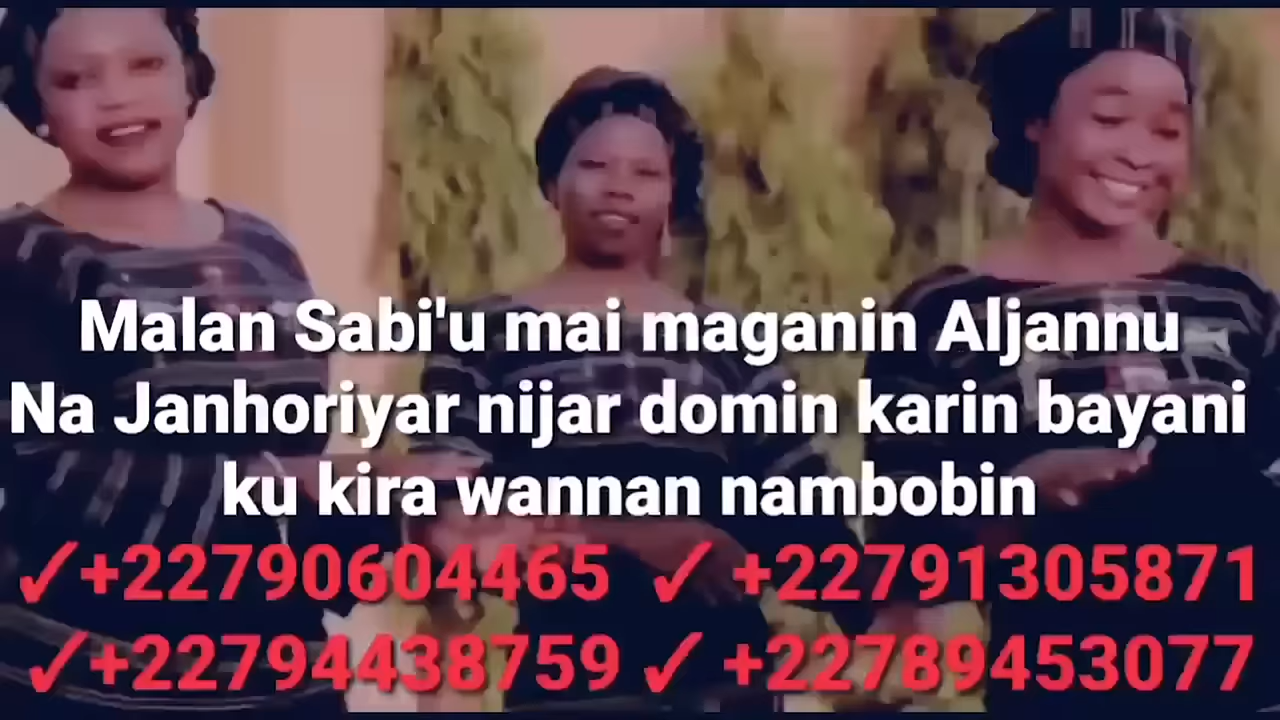 Malan Sabi'u mai maganin Aljannu
Na Janhoriyar nijar domin karin bayani
ku kira wannan nambobin
✓+22790604465 ✓ +22791305871
✓+22794438759 ✓ +22789453077